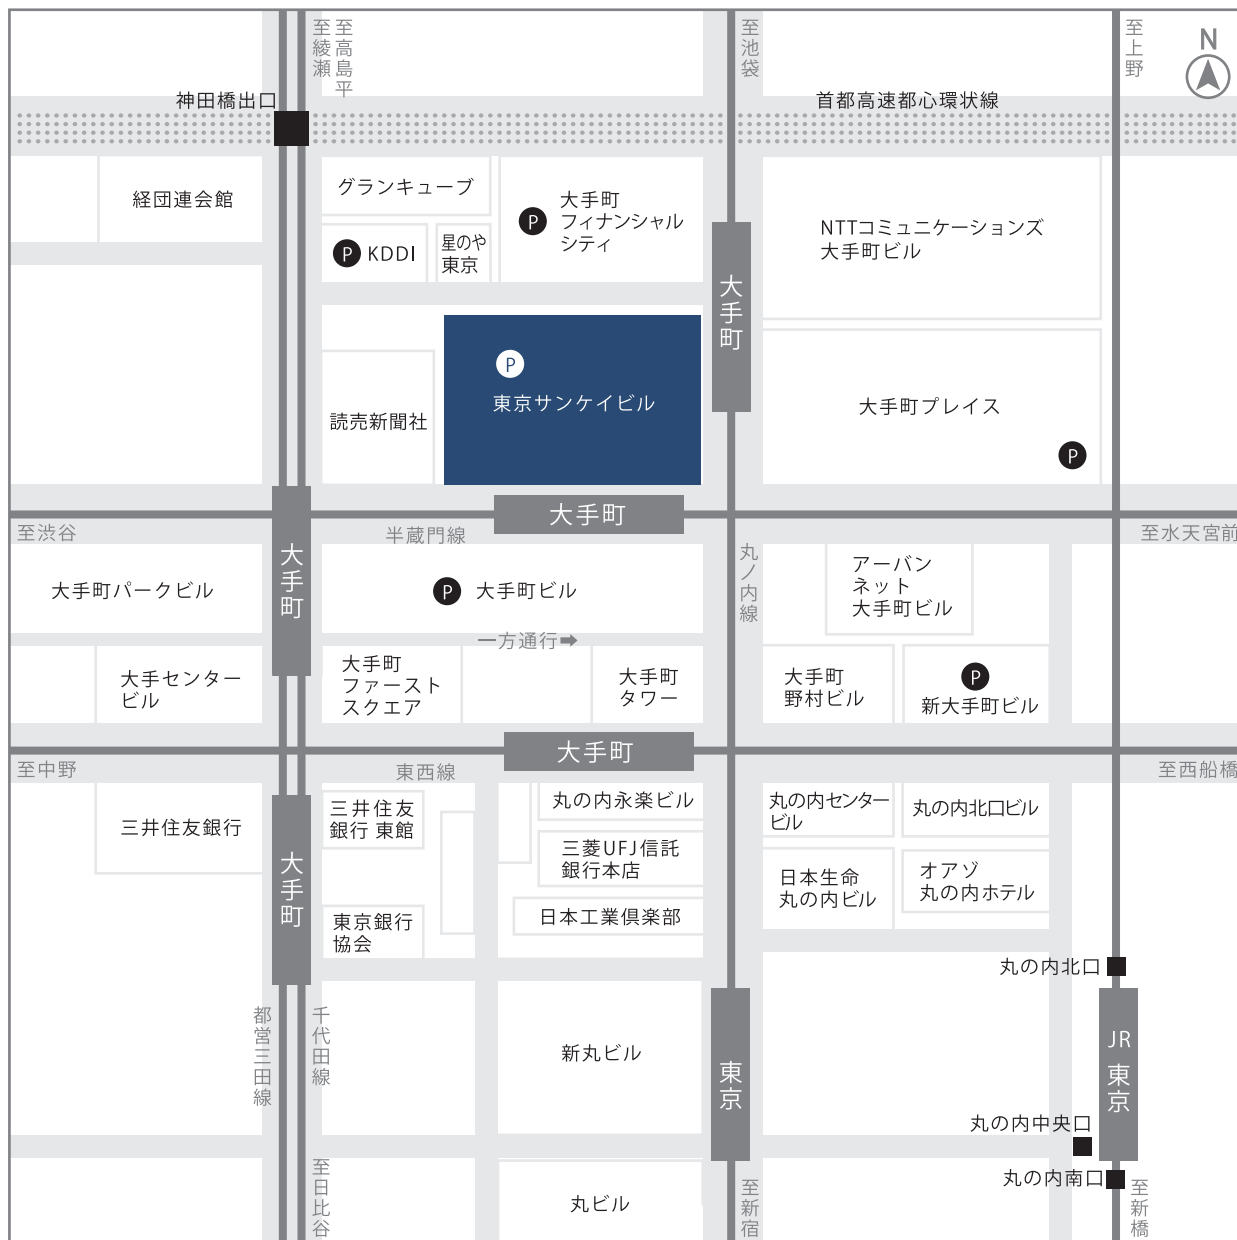 至綾瀬
至高島平
至池袋
至上野
N
神田橋出口
首都高速都心環状線
経団連会館
グランキューブ
P
大手町
フィナンシャル
シティ
P
KDDI
星のや
東京
NTTコミュニケーションズ
大手町ビル
大手町
P
東京サンケイビル
読売新聞社
大手町プレイス
P
大手町
至渋谷
半蔵門線
至水天宮前
大手町
丸ノ内線
大手町パークビル
P
大手町ビル
アーバン
ネット
大手町ビル
一方通行
大手センター
ビル
大手町
ファースト
スクエア
大手町
タワー
大手町
野村ビル
P
新大手町ビル
大手町
至中野
東西線
至西船橋
三井住友銀行
三井住友
銀行 東館
丸の内永楽ビル
丸の内センター
ビル
丸の内北口ビル
大手町
三菱UFJ信託
銀行本店
日本生命
丸の内ビル
オアゾ
丸の内ホテル
東京銀行
協会
日本工業倶楽部
丸の内北口
都営三田線
千代田線
新丸ビル
東京
JR
東京
丸の内中央口
丸の内南口
至日比谷
丸ビル
至新宿
至新橋